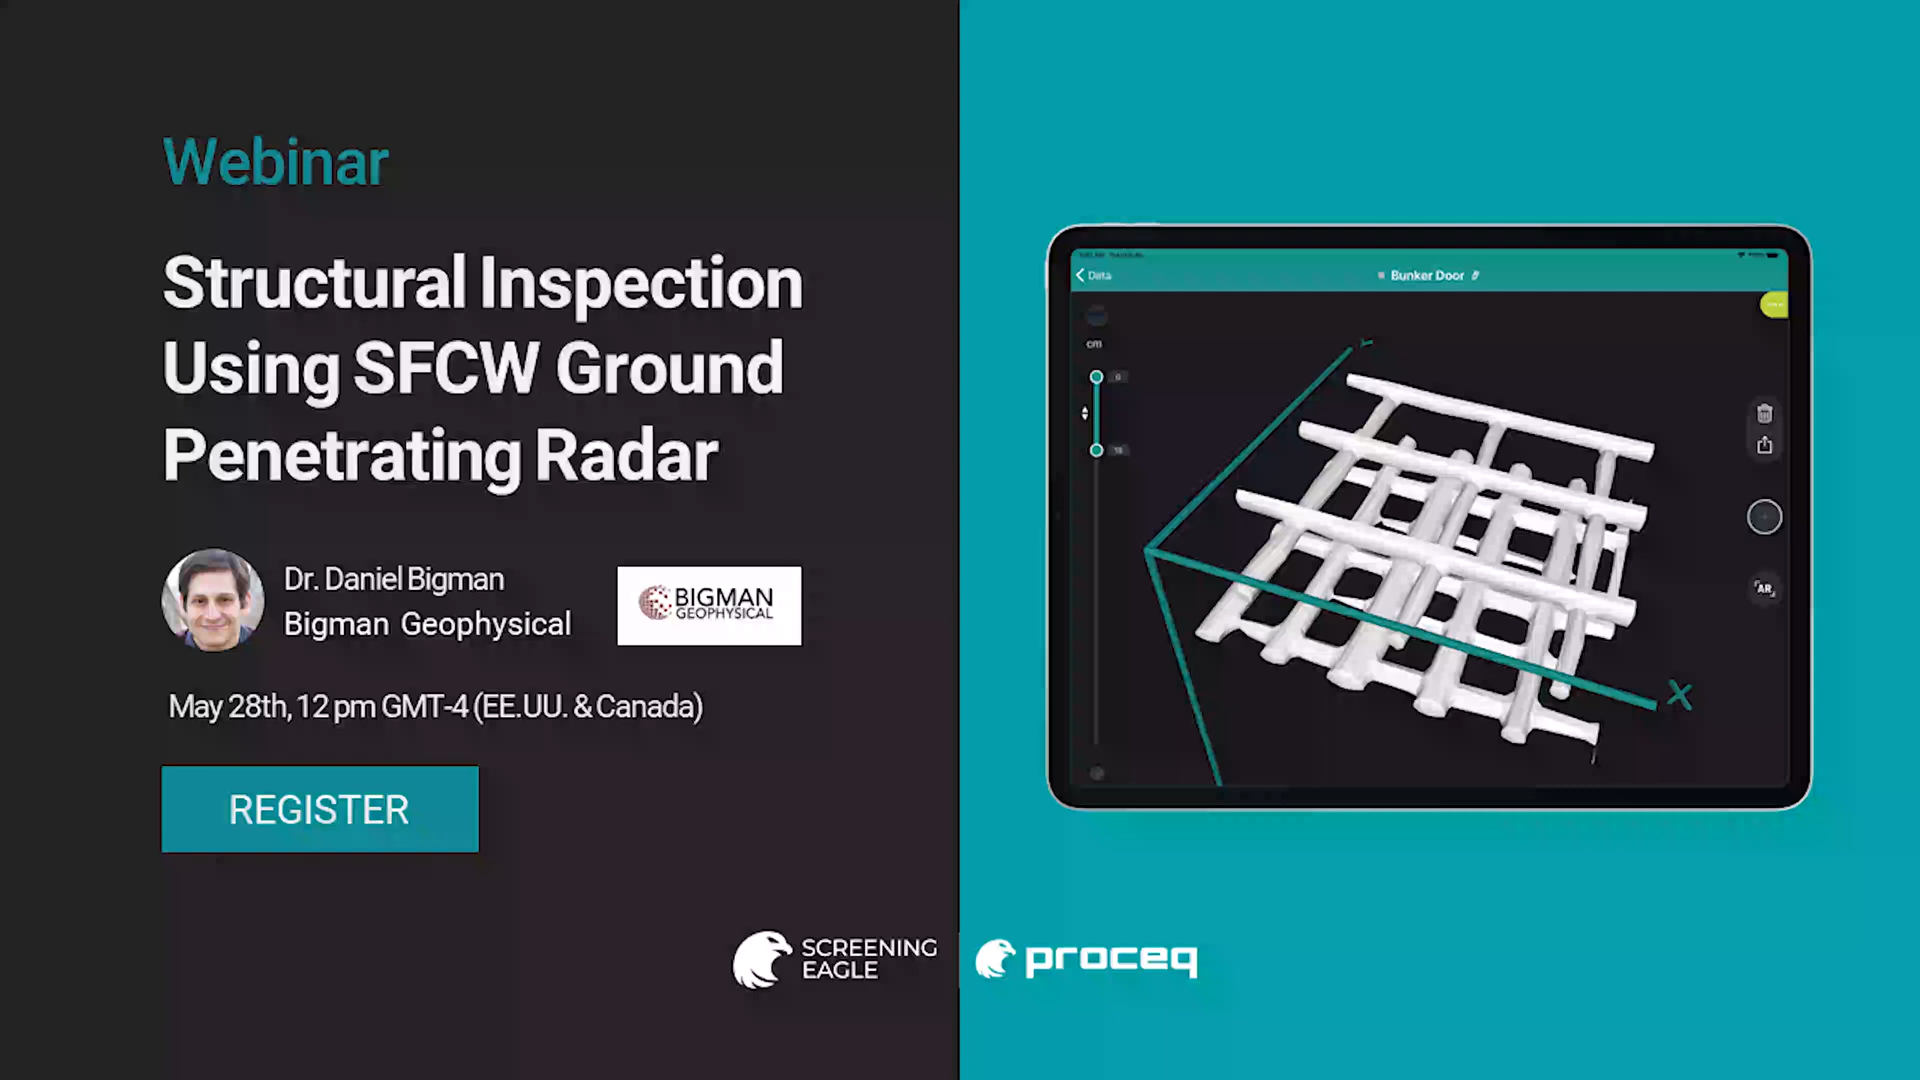 Webinar
Structural Inspection
Using SFCW Ground
Penetrating Radar
Dr. Daniel Bigman
Bigman Geophysical
BIGMAN
GEOPHYSICAL
May 28th, 12 pm GMT-4 (EE.UU. & Canada)
REGISTER
SCREENING
EAGLE
proceq
Data
Bunker Door
cm
0
AR
Y
X